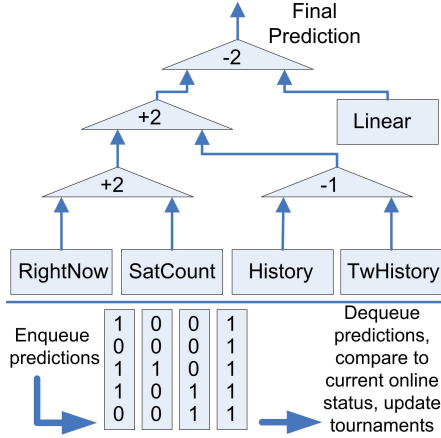 Final
Prediction
-2
+2
Linear
+2
-1
RightNow
SatCount
History
TwHistory
Enqueue
predictions
1 0 0 1
0 0 0 1
1 1 0 1
1 0 1 1
0 0 1 1
Dequeue
predictions,
compare to
current online
status, update
tournaments